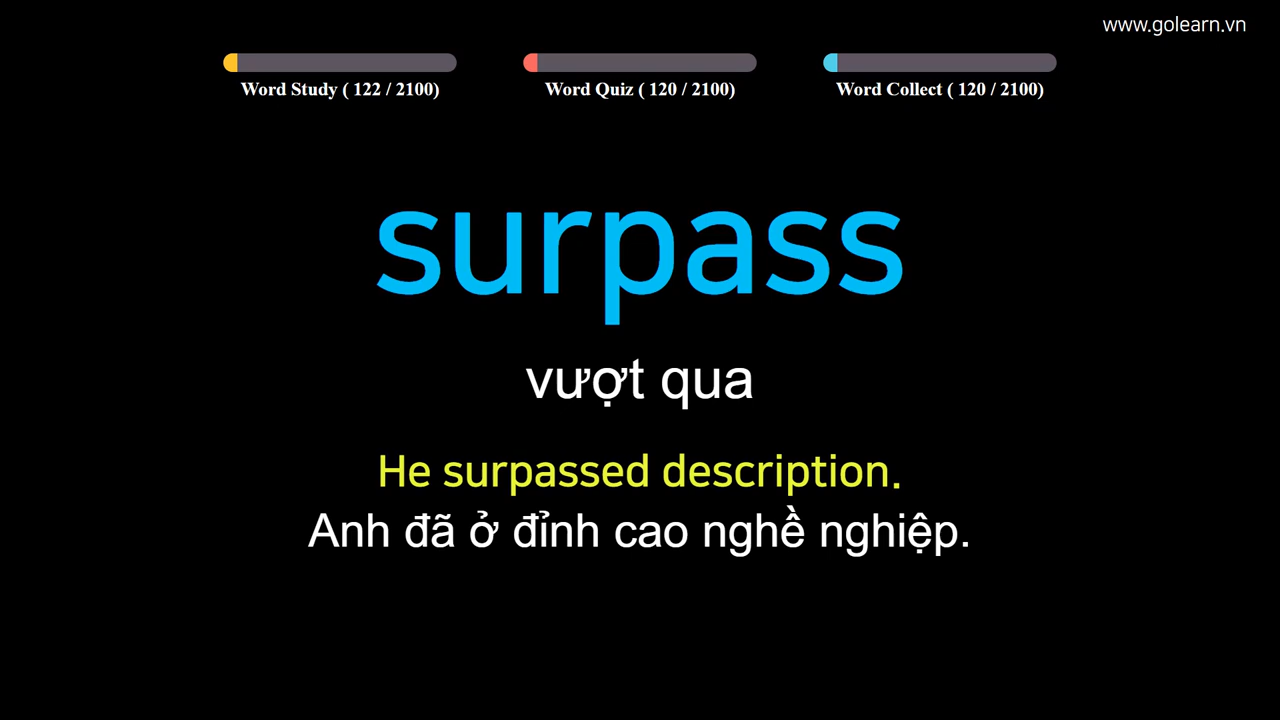 www.golearn.vn
Word Study ( 122 / 2100)
Word Quiz ( 120 / 2100)
Word Collect ( 120 / 2100)
surpass
vượt qua
He surpassed description.
Anh đã ở đỉnh cao nghề nghiệp.